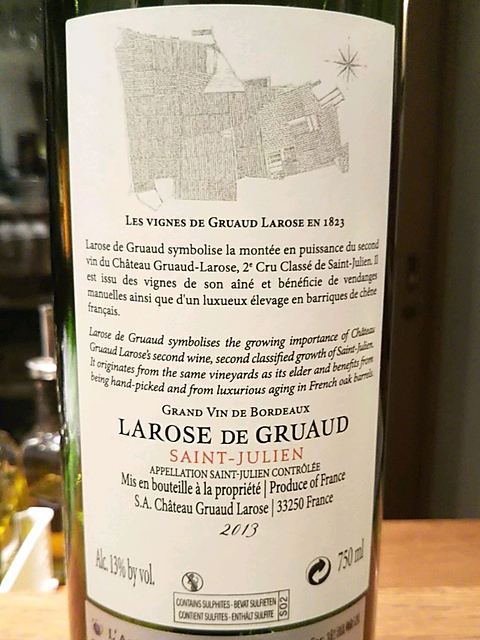 LES VIGNES DE GRUAUD LAROSE EN 1823
Larose de Gruaud symbolise la montée en puissance du second
vin du Château Gruaud-Larose, 2e Cru Classé de Saint-Julien. Il
est issu des vignes de son aîné et bénéficie de vendanges
manuelles ainsi que d'un luxueux élevage en barriques de chêne
français.
Larose de Gruaud symbolises the growing importance of Château
Gruaud Larose's second wine, second classified growth of Saint-Julien.
It originates from the same vineyards as its elder and benefits from
being hand-picked and from luxurious aging in French oak barrels.
GRAND VIN DE BORDEAUX
LAROSE DE GRUAUD
SAINT-JULIEN
APPELLATION SAINT-JULIEN CONTRÔLÉE
Mis en bouteille à la propriété | Produce of France
S.A. Château Gruaud Larose | 33250 France
2013
Alc. 13% by vol.
750 ml
CONTAINS SULPHITES - BEVAT SULFIETEN
CONTIENT SULFITES - ENTHÄLT SULFITE
SO2